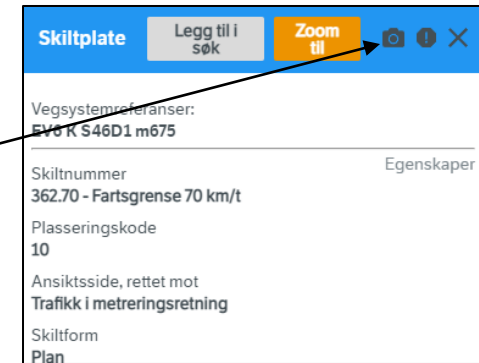 Skiltplate
Legg til i
søk
Zoom
til
Vegsystemreferanser:
EV6 K S46D1 m675
Egenskaper
Skiltnummer
362.70 - Fartsgrense 70 km/t
Plasseringskode
10
Ansiktsside, rettet mot
Trafikk i metreringsretning
Skiltform
Plan